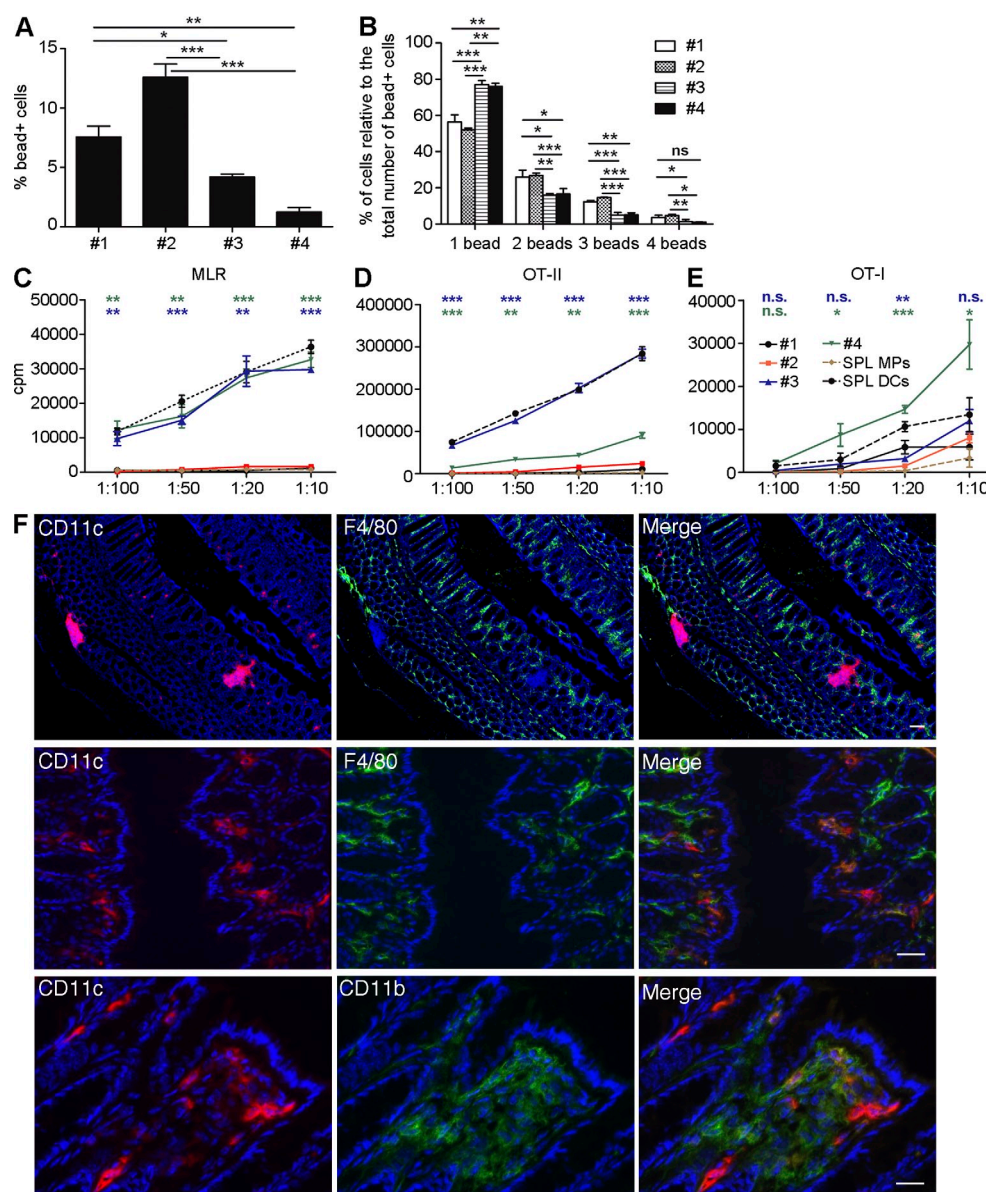 A
**
*
***
***
% bead+ cells
15
10
5
0
#1 #2 #3 #4
B
% of cells relative to the
total number of bead+ cells
100
80
60
40
20
0
** 
**
***
***
*
*
***
**
**
***
***
***
ns
*
*
**
#1
#2
#3
#4
1 bead 2 beads 3 beads 4 beads
C
MLR
** ** *** ***
** *** ** ***
cpm
50000
40000
30000
20000
10000
0
1:100 1:50 1:20 1:10
D
OT-II
*** *** *** ***
*** ** ** ***
400000
300000
200000
100000
0
1:100 1:50 1:20 1:10
E
OT-I
n.s. n.s. ** n.s.
n.s. * *** *
40000
30000
20000
10000
0
#1 #4
#2 SPL MPs
#3 SPL DCs
1:100 1:50 1:20 1:10
F
CD11c F4/80 Merge
CD11c F4/80 Merge
CD11c CD11b Merge